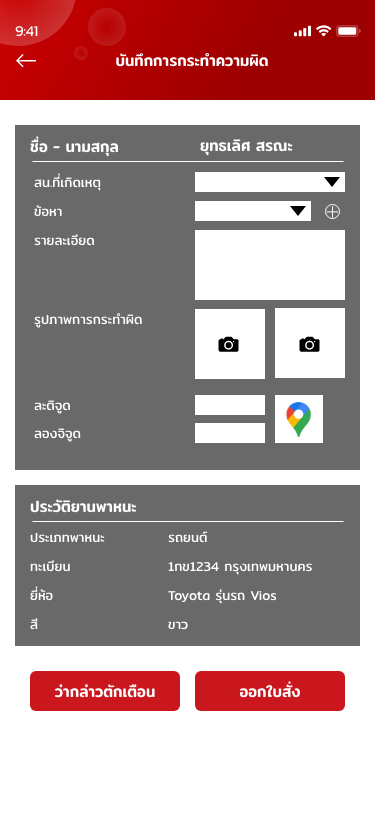 9:41
บันทึกการกระทำความผิด
ชื่อ - นามสกุล ยุทธเลิศ สรณะ
สน.ที่เกิดเหตุ
ข้อหา
รายละเอียด
รูปภาพการกระทำผิด
ละติจูด
ลองจิจูด
ประวัติยานพาหนะ
ประเภทพาหนะ รถยนต์
ทะเบียน 1กข1234 กรุงเทพมหานคร
ยี่ห้อ Toyota รุ่นรถ Vios
สี ขาว
ว่ากล่าวตักเตือน ออกใบสั่ง